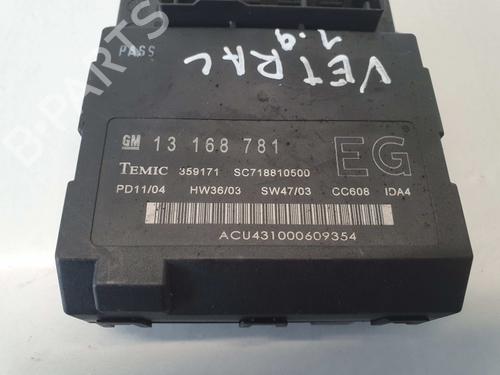 PASS
VETRAC
1.9
B-PARTS
GM 13 168 781
EG
TEMIC 359171 SC718810500
PD11/04 HW36/03 SW47/03 CC608 IDA4
ACU431000609354